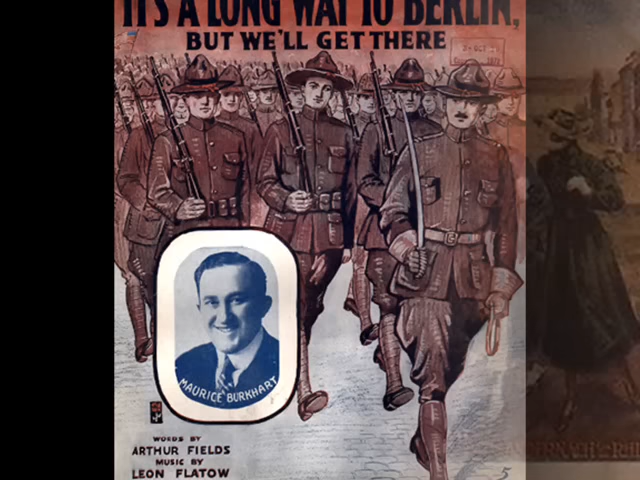 IT'S A LONG WAY TO BERLIN,
BUT WE'LL GET THERE
MAURICE BURKHART
WORDS BY
ARTHUR FIELDS
MUSIC BY
LEON FLATOW
5